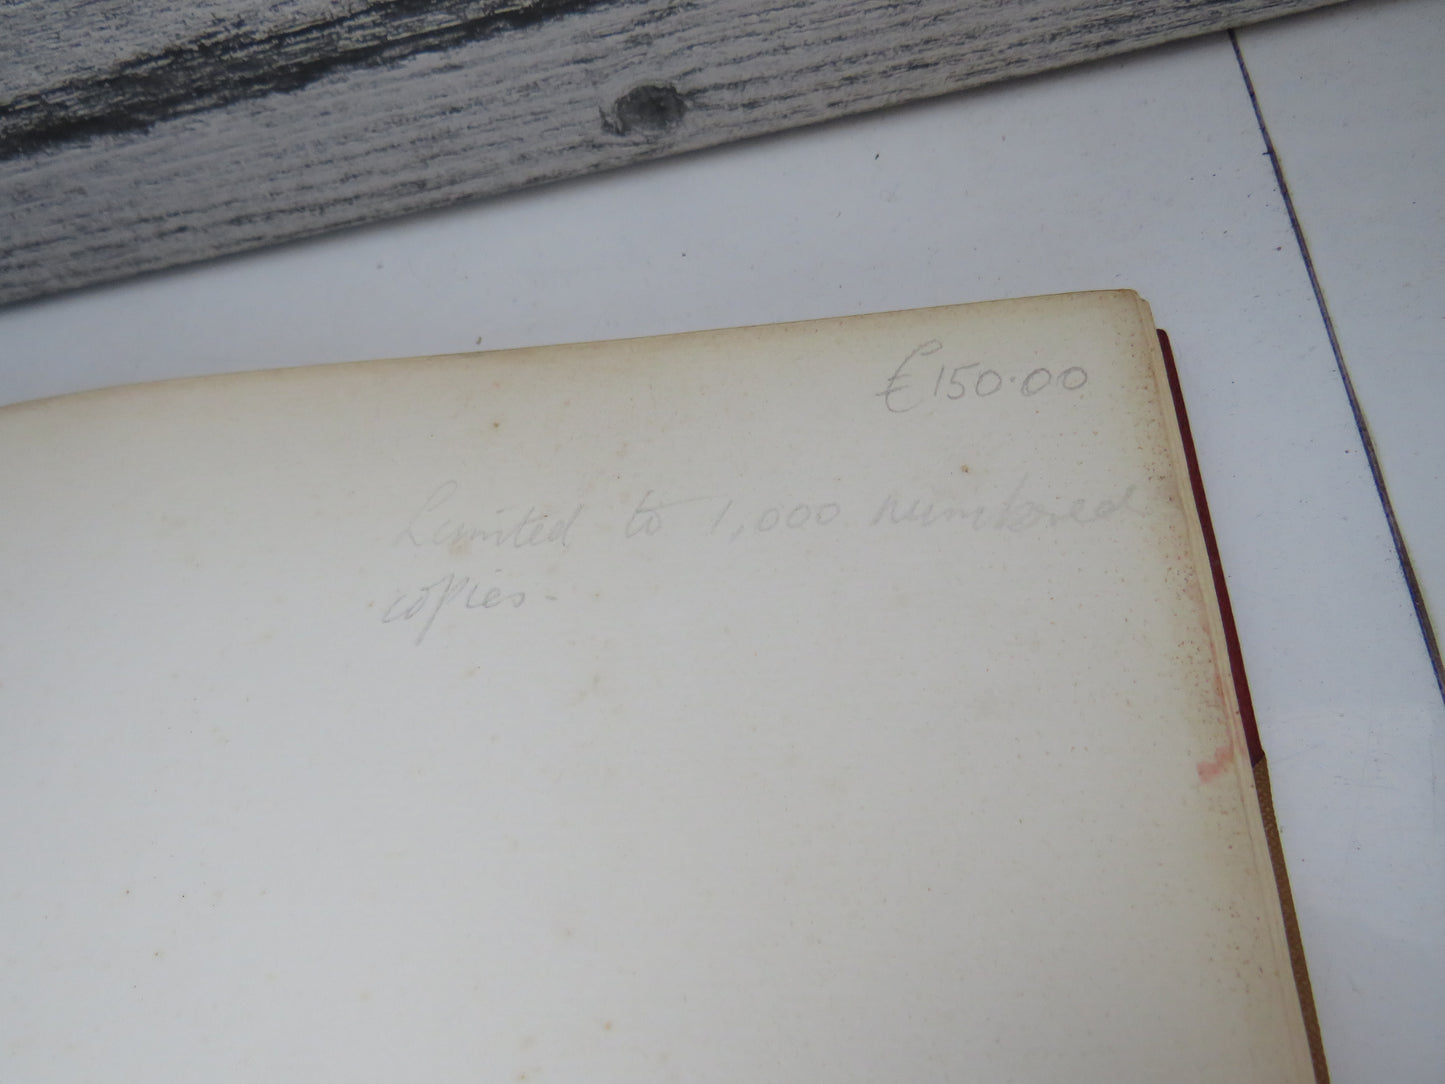 £150.00
Limited to 1,000 numbered
copies.